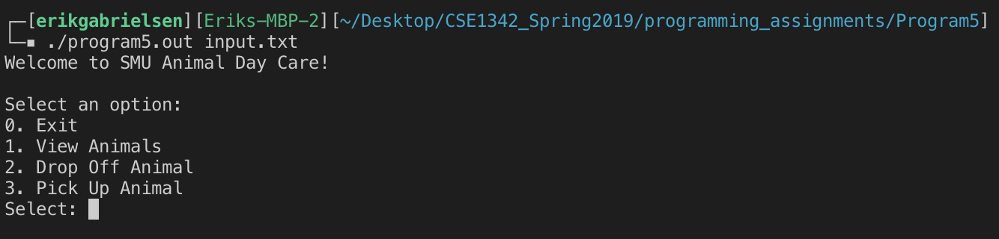 ┌─[erikgabrielsen][Eriks-MBP-2][~/Desktop/CSE1342_Spring2019/programming_assignments/Program5]
└─▪ ./program5.out input.txt
Welcome to SMU Animal Day Care!

Select an option:
0. Exit
1. View Animals
2. Drop Off Animal
3. Pick Up Animal
Select: